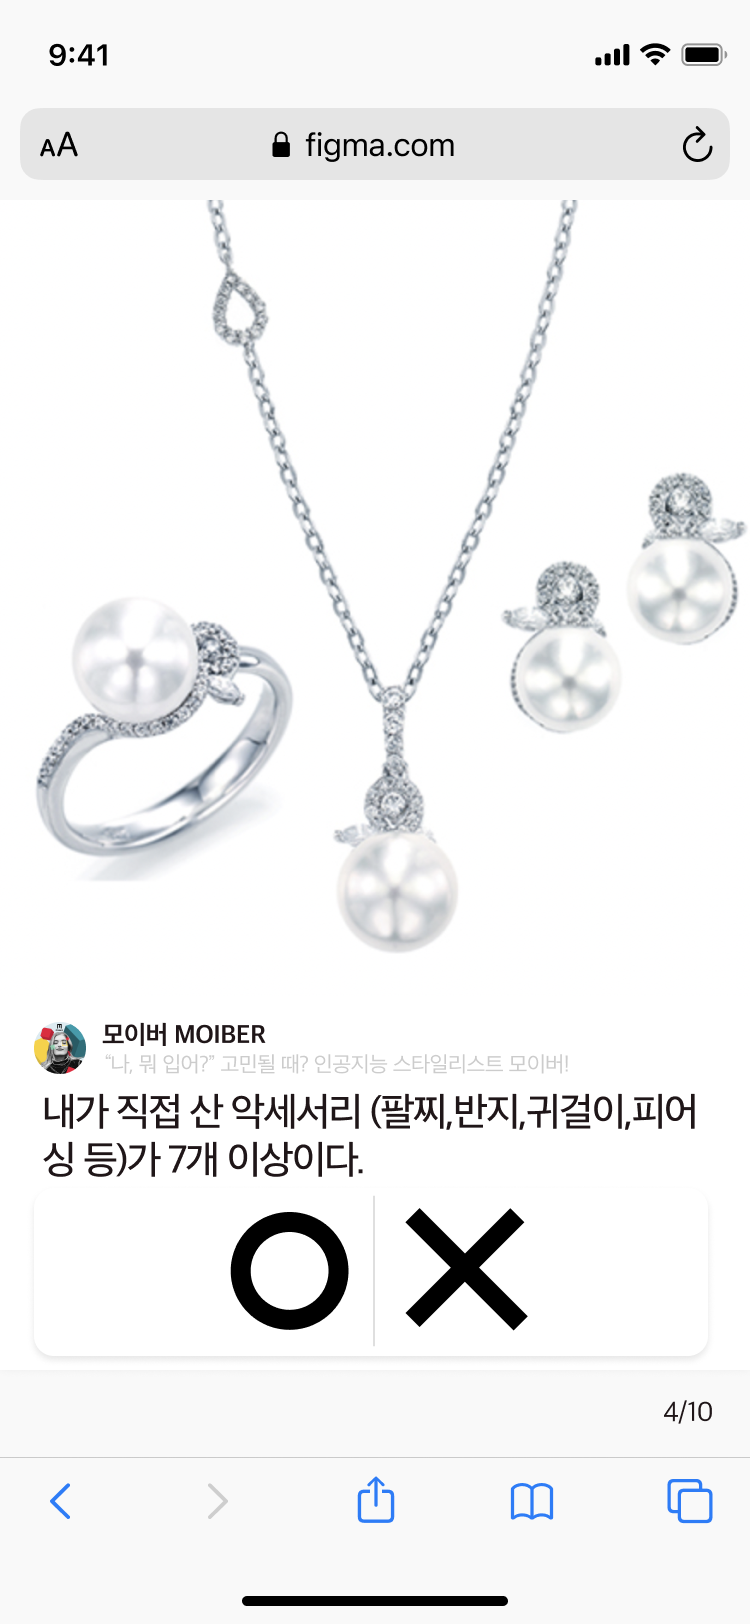 9:41
AA figma.com
모이버 MOIBER
“나, 뭐 입어?” 고민될 때? 인공지능 스타일리스트 모이버!
내가 직접 산 악세서리 (팔찌,반지,귀걸이,피어
싱 등)가 7개 이상이다.
4/10